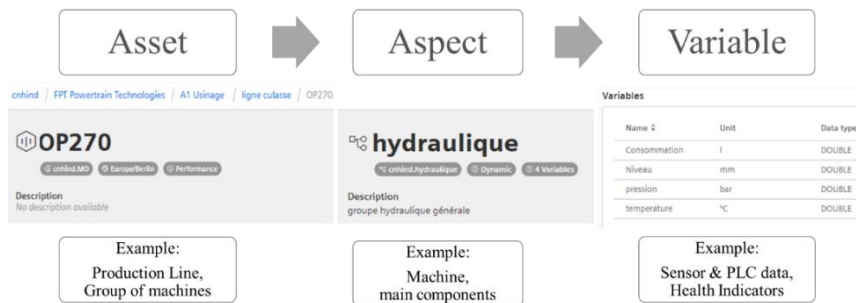 Asset
Aspect
Variable
cnhind / FPT Powertrain Technologies / A1 Usinage / ligne culasse / OP270
OP270
cnhind.MO Europe/Berlin Performance
Description
No description available
hydraulique
cnhind.hydraulique Dynamic 4 Variables
Description
groupe hydraulique générale
Variables
Name Unit Data type
Consommation l DOUBLE
Niveau mm DOUBLE
pression bar DOUBLE
temperature °C DOUBLE
Example:
Production Line,
Group of machines
Example:
Machine,
main components
Example:
Sensor & PLC data,
Health Indicators